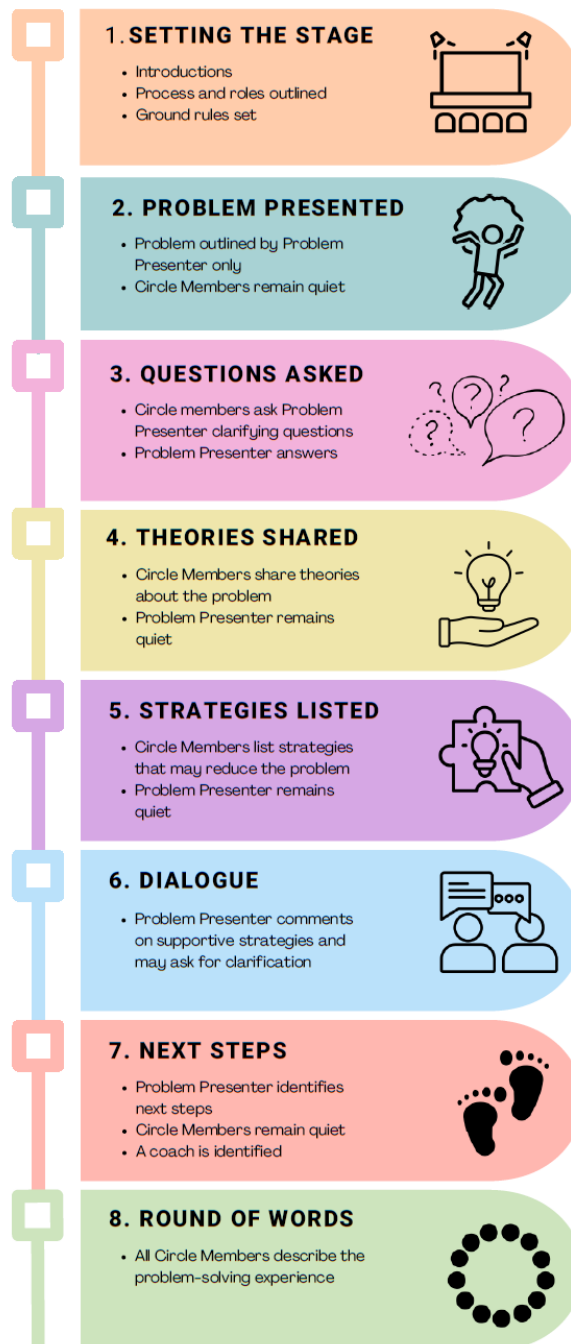 1. SETTING THE STAGE
• Introductions
• Process and roles outlined
• Ground rules set
2. PROBLEM PRESENTED
• Problem outlined by Problem
Presenter only
• Circle Members remain quiet
3. QUESTIONS ASKED
• Circle members ask Problem
Presenter clarifying questions
• Problem Presenter answers
? ? ? ? ?
4. THEORIES SHARED
• Circle Members share theories
about the problem
• Problem Presenter remains
quiet
5. STRATEGIES LISTED
• Circle Members list strategies
that may reduce the problem
• Problem Presenter remains
quiet
6. DIALOGUE
• Problem Presenter comments
on supportive strategies and
may ask for clarification
7. NEXT STEPS
• Problem Presenter identifies
next steps
• Circle Members remain quiet
• A coach is identified
8. ROUND OF WORDS
• All Circle Members describe the
problem-solving experience